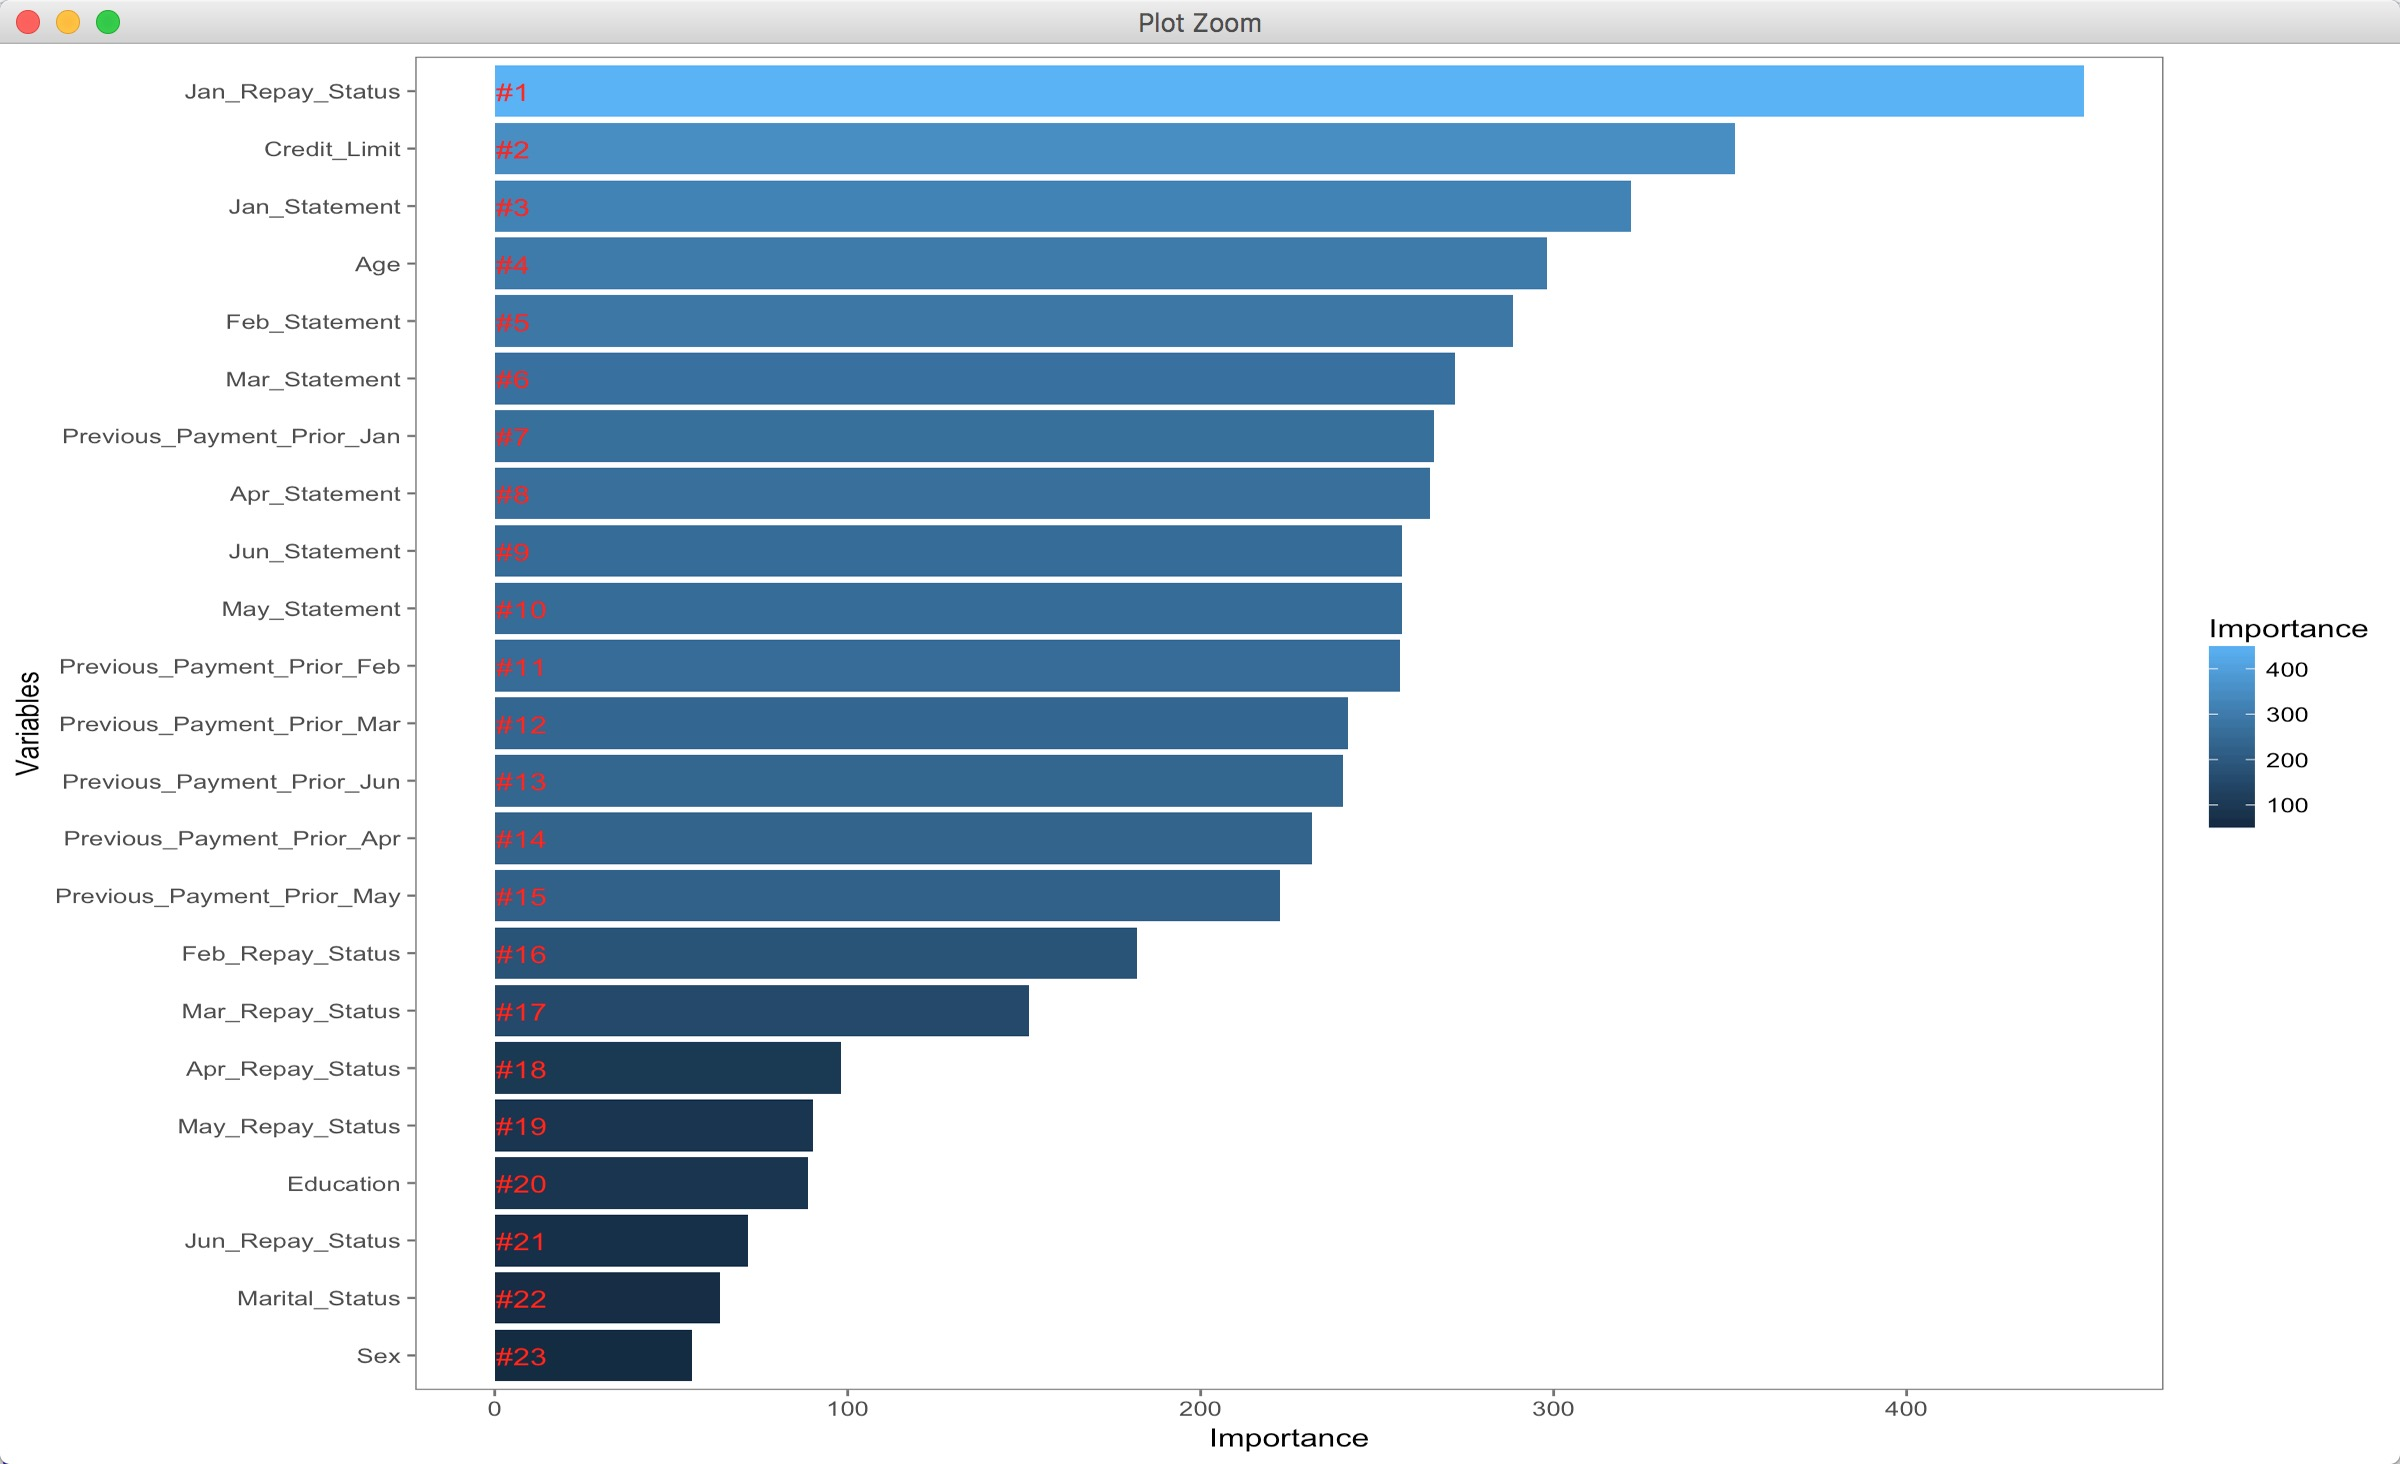 Plot Zoom
Jan_Repay_Status #1
Credit_Limit #2
Jan_Statement #3
Age #4
Feb_Statement #5
Mar_Statement #6
Previous_Payment_Prior_Jan #7
Apr_Statement #8
Jun_Statement #9
May_Statement #10
Previous_Payment_Prior_Feb #11
Previous_Payment_Prior_Mar #12
Previous_Payment_Prior_Jun #13
Previous_Payment_Prior_Apr #14
Previous_Payment_Prior_May #15
Feb_Repay_Status #16
Mar_Repay_Status #17
Apr_Repay_Status #18
May_Repay_Status #19
Education #20
Jun_Repay_Status #21
Marital_Status #22
Sex #23
Variables
0 100 200 300 400
Importance
Importance
400
300
200
100